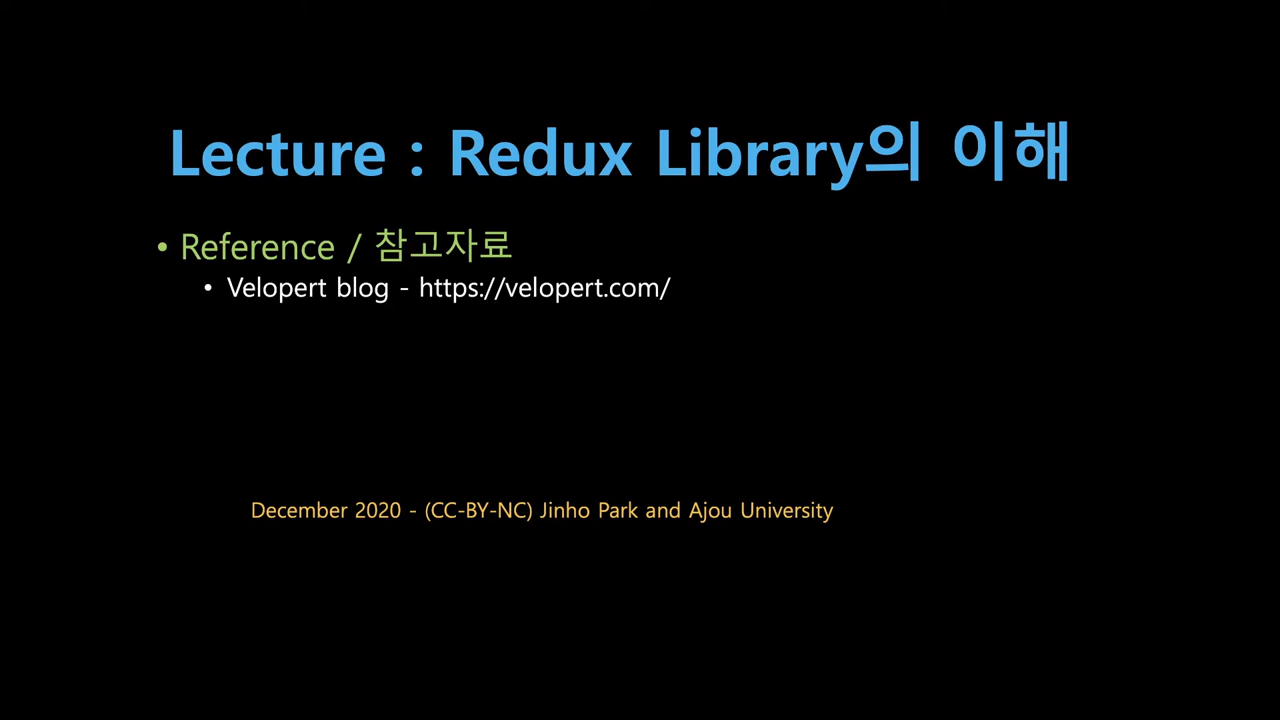 Lecture : Redux Library의 이해
• Reference / 참고자료
• Velopert blog - https://velopert.com/
December 2020 - (CC-BY-NC) Jinho Park and Ajou University